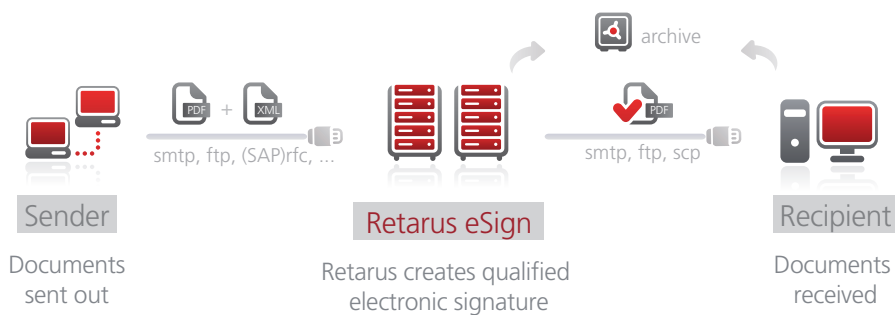 archive
PDF + XML
PDF
smtp, ftp, (SAP)rfc, ...
smtp, ftp, scp
Sender
Retarus eSign
Recipient
Documents
sent out
Retarus creates qualified
electronic signature
Documents
received